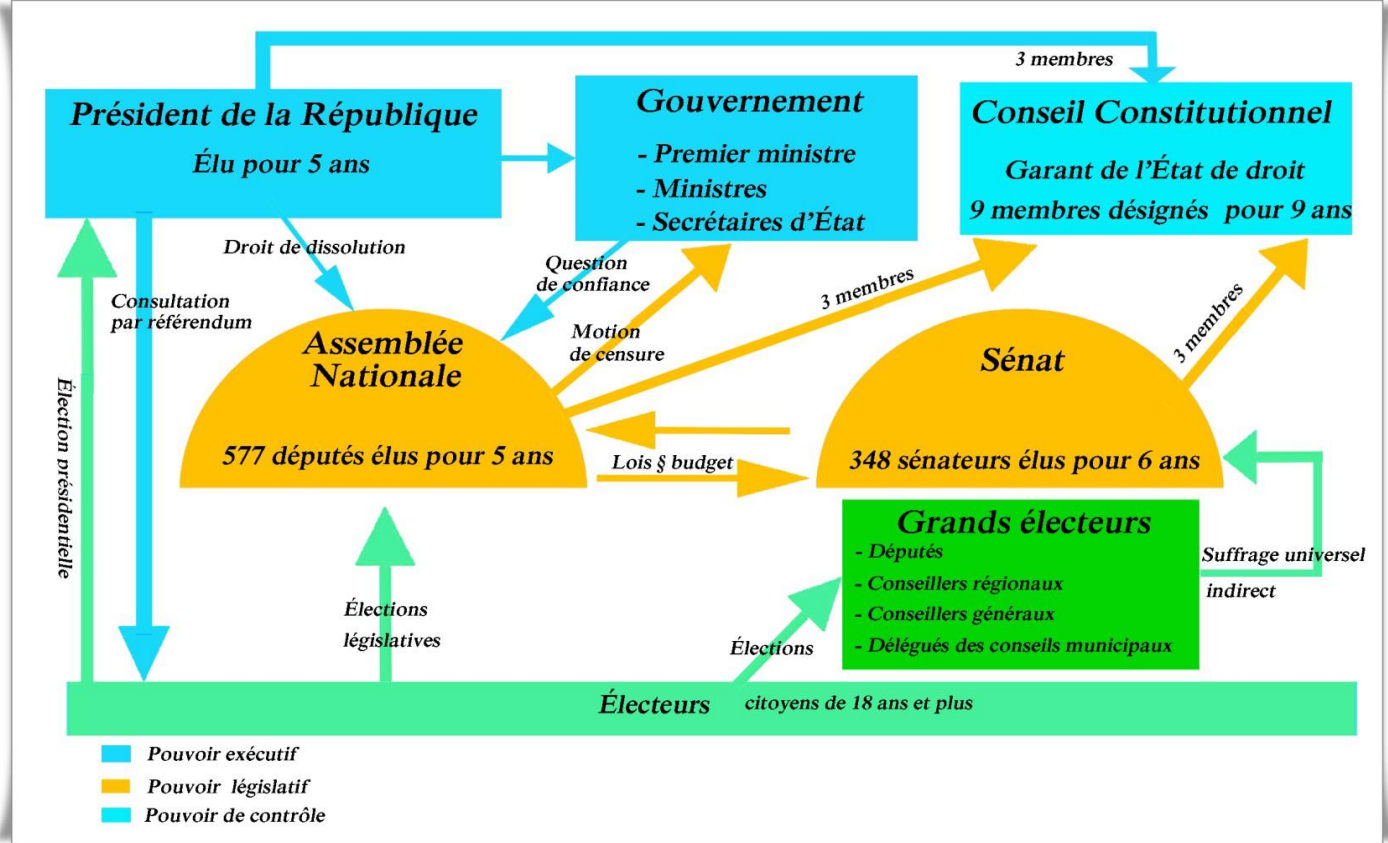 3 membres
Président de la République
Élu pour 5 ans
Gouvernement
- Premier ministre
- Ministres
- Secrétaires d'État
Conseil Constitutionnel
Garant de l'État de droit
9 membres désignés pour 9 ans
Droit de dissolution
Question
de confiance
Consultation
par référendum
Motion
de censure
3 membres
3 membres
Élection présidentielle
Assemblée
Nationale
577 députés élus pour 5 ans
Lois § budget
Sénat
348 sénateurs élus pour 6 ans
Grands électeurs
- Députés
- Conseillers régionaux
- Conseillers généraux
- Délégués des conseils municipaux
Suffrage universel
indirect
Élections
législatives
Élections
Électeurs citoyens de 18 ans et plus
Pouvoir exécutif
Pouvoir législatif
Pouvoir de contrôle